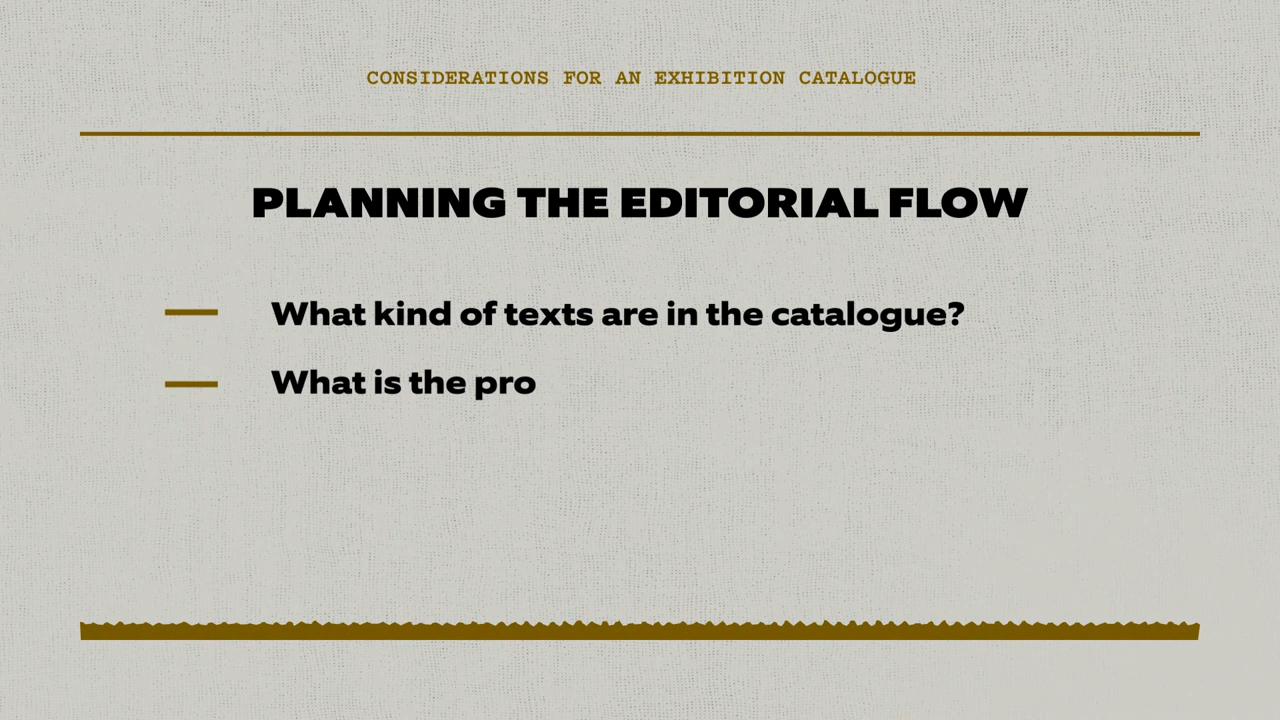 CONSIDERATIONS FOR AN EXHIBITION CATALOGUE
PLANNING THE EDITORIAL FLOW
What kind of texts are in the catalogue?
What is the pro